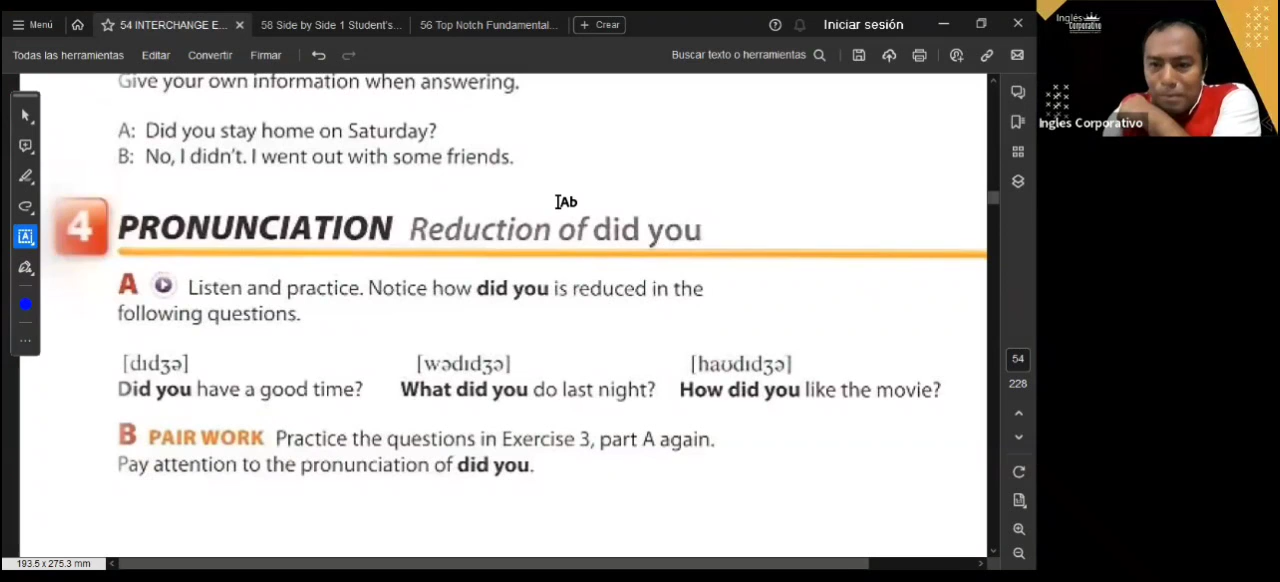 Menú
54 INTERCHANGE E... ×
58 Side by Side 1 Student's...
56 Top Notch Fundamental...
+ Crear
Iniciar sesión
Todas las herramientas Editar Convertir Firmar
Buscar texto o herramientas
Give your own information when answering.
A: Did you stay home on Saturday?
B: No, I didn't. I went out with some friends.
Ab
4 PRONUNCIATION Reduction of did you
A Listen and practice. Notice how did you is reduced in the
following questions.
[dɪdʒə] [wədɪdʒə] [haʊdɪdʒə]
Did you have a good time? What did you do last night? How did you like the movie?
B PAIR WORK Practice the questions in Exercise 3, part A again.
Pay attention to the pronunciation of did you.
193.5 x 275.3 mm
54
228
Inglés
Corporativo
Ingles Corporativo